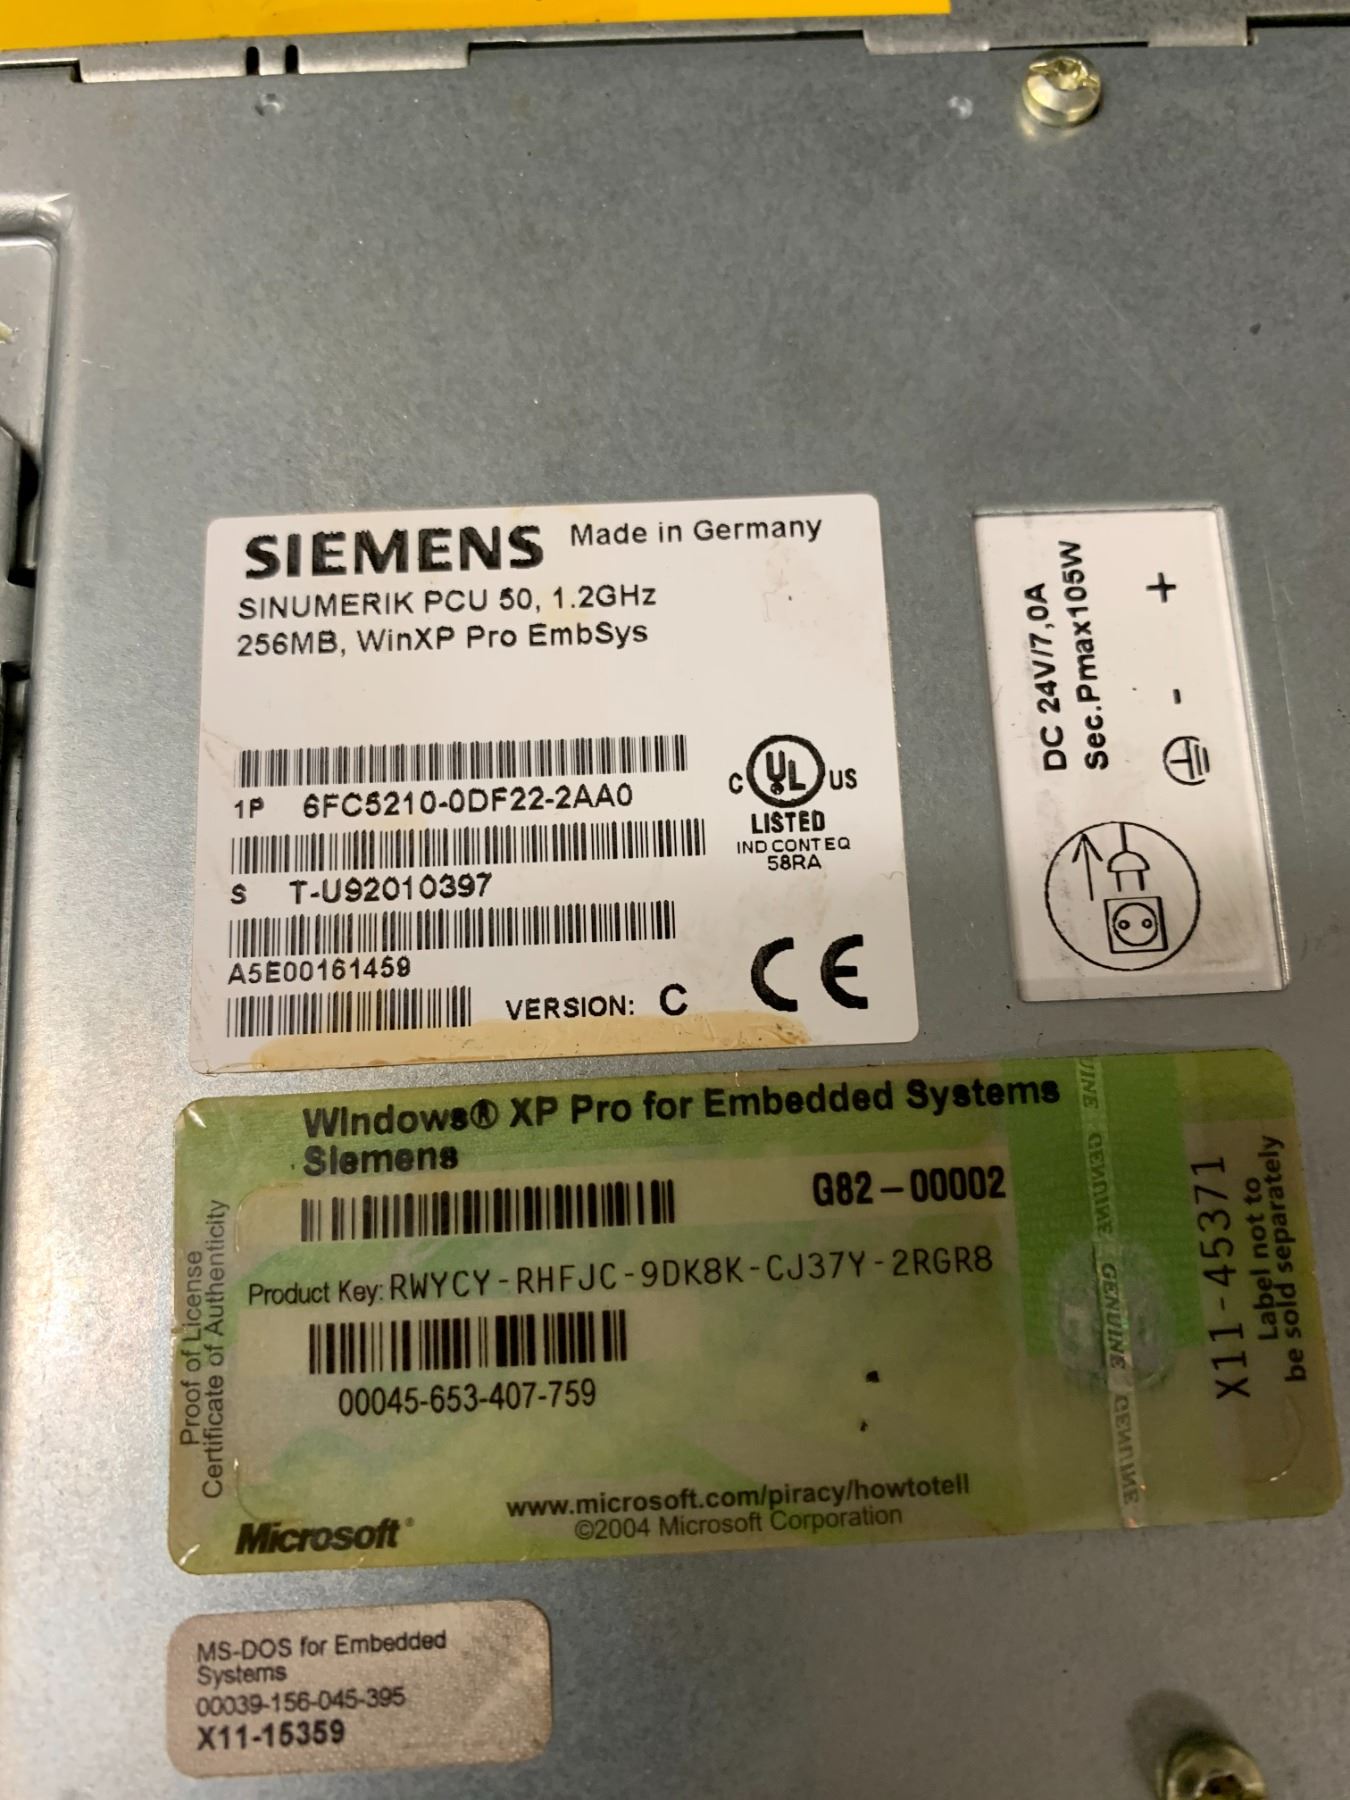 SIEMENS Made in Germany
SINUMERIK PCU 50, 1.2GHz
256MB, WinXP Pro EmbSys
1P 6FC5210-0DF22-2AA0
S T-U92010397
A5E00161459
VERSION: C
C UL US
LISTED
IND CONT EQ
58RA
CE
DC 24V/7,0A
Sec.Pmax105W
+
-
Windows® XP Pro for Embedded Systems
Siemens
G82-00002
Product Key: RWYCY-RHFJC-9DK8K-CJ37Y-2RGR8
00045-653-407-759
Proof of License
Certificate of Authenticity
www.microsoft.com/piracy/howtotell
©2004 Microsoft Corporation
Microsoft®
GENUINE GENUINE GENUINE GENUINE
X11-45371
Label not to
be sold separately
MS-DOS for Embedded
Systems
00039-156-045-395
X11-15359